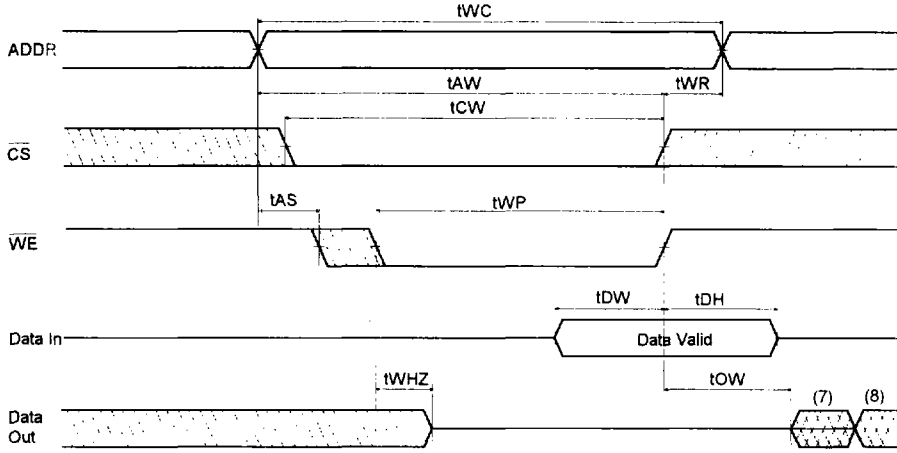 tWC
ADDR
tAW
tWR
tCW
CS
tAS
tWP
WE
tDW
tDH
Data In
Data Valid
tWHZ
tOW
(7)
(8)
Data
Out